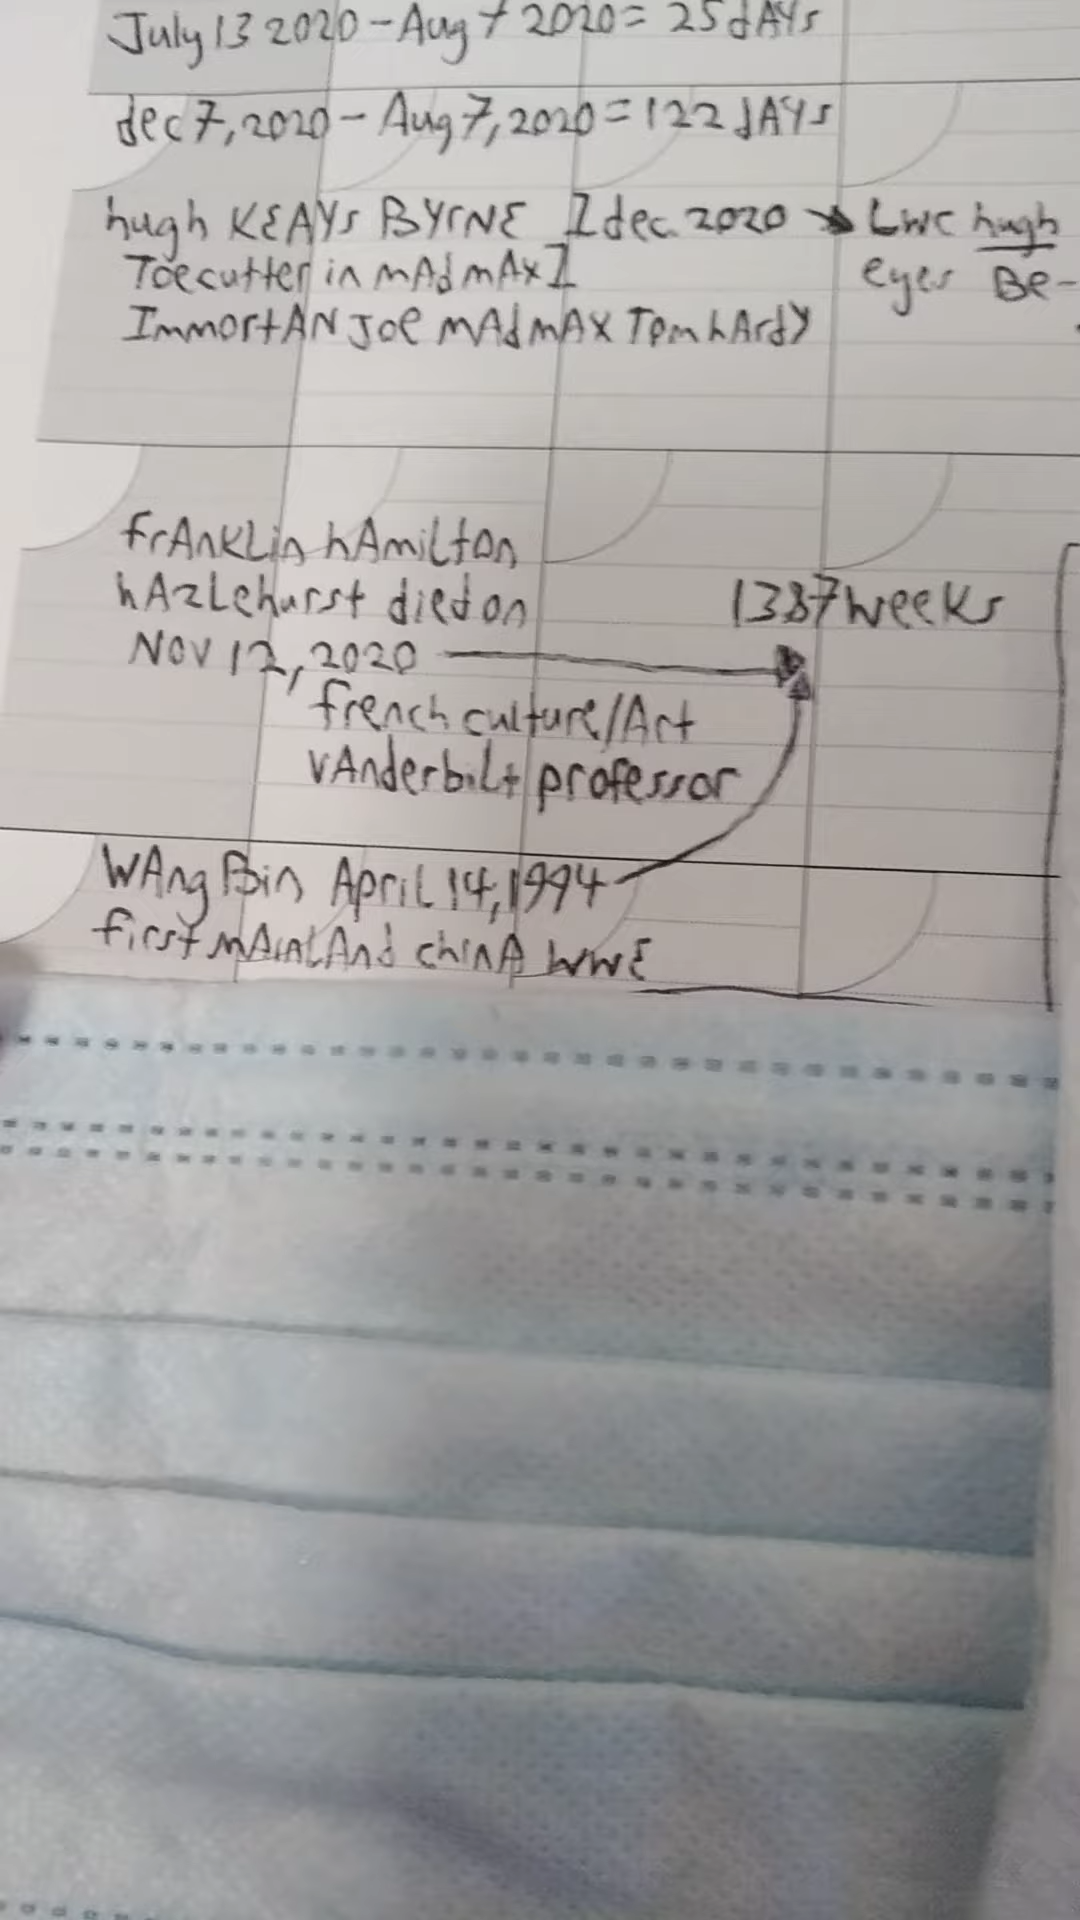 July 13 2020 - Aug 7 2020 = 25 dAYs
dec 7, 2020 - Aug 7, 2020 = 122 dAYs
hugh KEAYs BYrNE 1 dec. 2020 → Lwc hugh
Toecutter in mAd mAx I
eyes Be-
ImmortAN Joe mAd mAx Tom hArdy
frAnkLin hAmilton
hAzLehurst died on
1387 weeks
NOV 12, 2020
french culture/Art
vAnderbilt professor
WAng Bin ApriL 14, 1994
first mAinLAnd chinA WWE